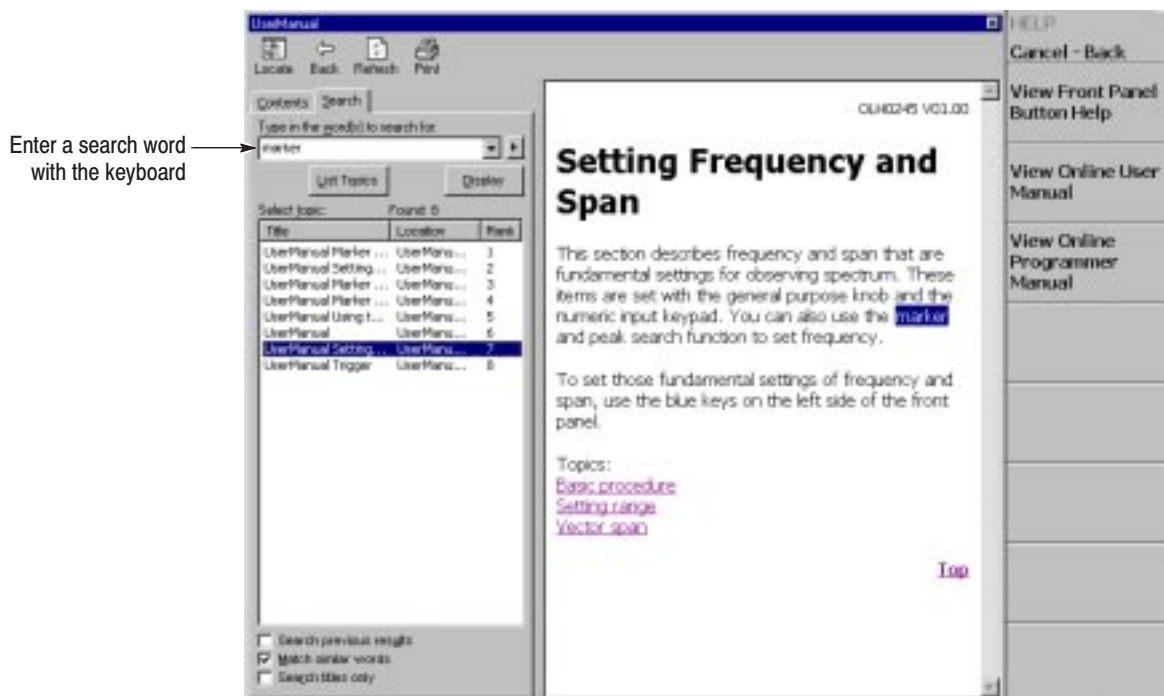 Enter a search word
with the keyboard
UserManual
Locate Back Refresh Print
Contents Search
Type in the word(s) to search for:
marker
List Topics Display
Select topic: Found: 8
Title Location Rank
UserManual Marker ... UserManu... 1
UserManual Setting... UserManu... 2
UserManual Marker ... UserManu... 3
UserManual Marker ... UserManu... 4
UserManual Using t... UserManu... 5
UserManual UserManu... 6
UserManual Setting... UserManu... 7
UserManual Trigger UserManu... 8
Search previous results
Match similar words
Search titles only
OLH0245 V01.00
Setting Frequency and
Span
This section describes frequency and span that are
fundamental settings for observing spectrum. These
items are set with the general purpose knob and the
numeric input keypad. You can also use the marker
and peak search function to set frequency.
To set those fundamental settings of frequency and
span, use the blue keys on the left side of the front
panel.
Topics:
Basic procedure
Setting range
Vector span
Top
HELP
Cancel - Back
View Front Panel
Button Help
View Online User
Manual
View Online
Programmer
Manual